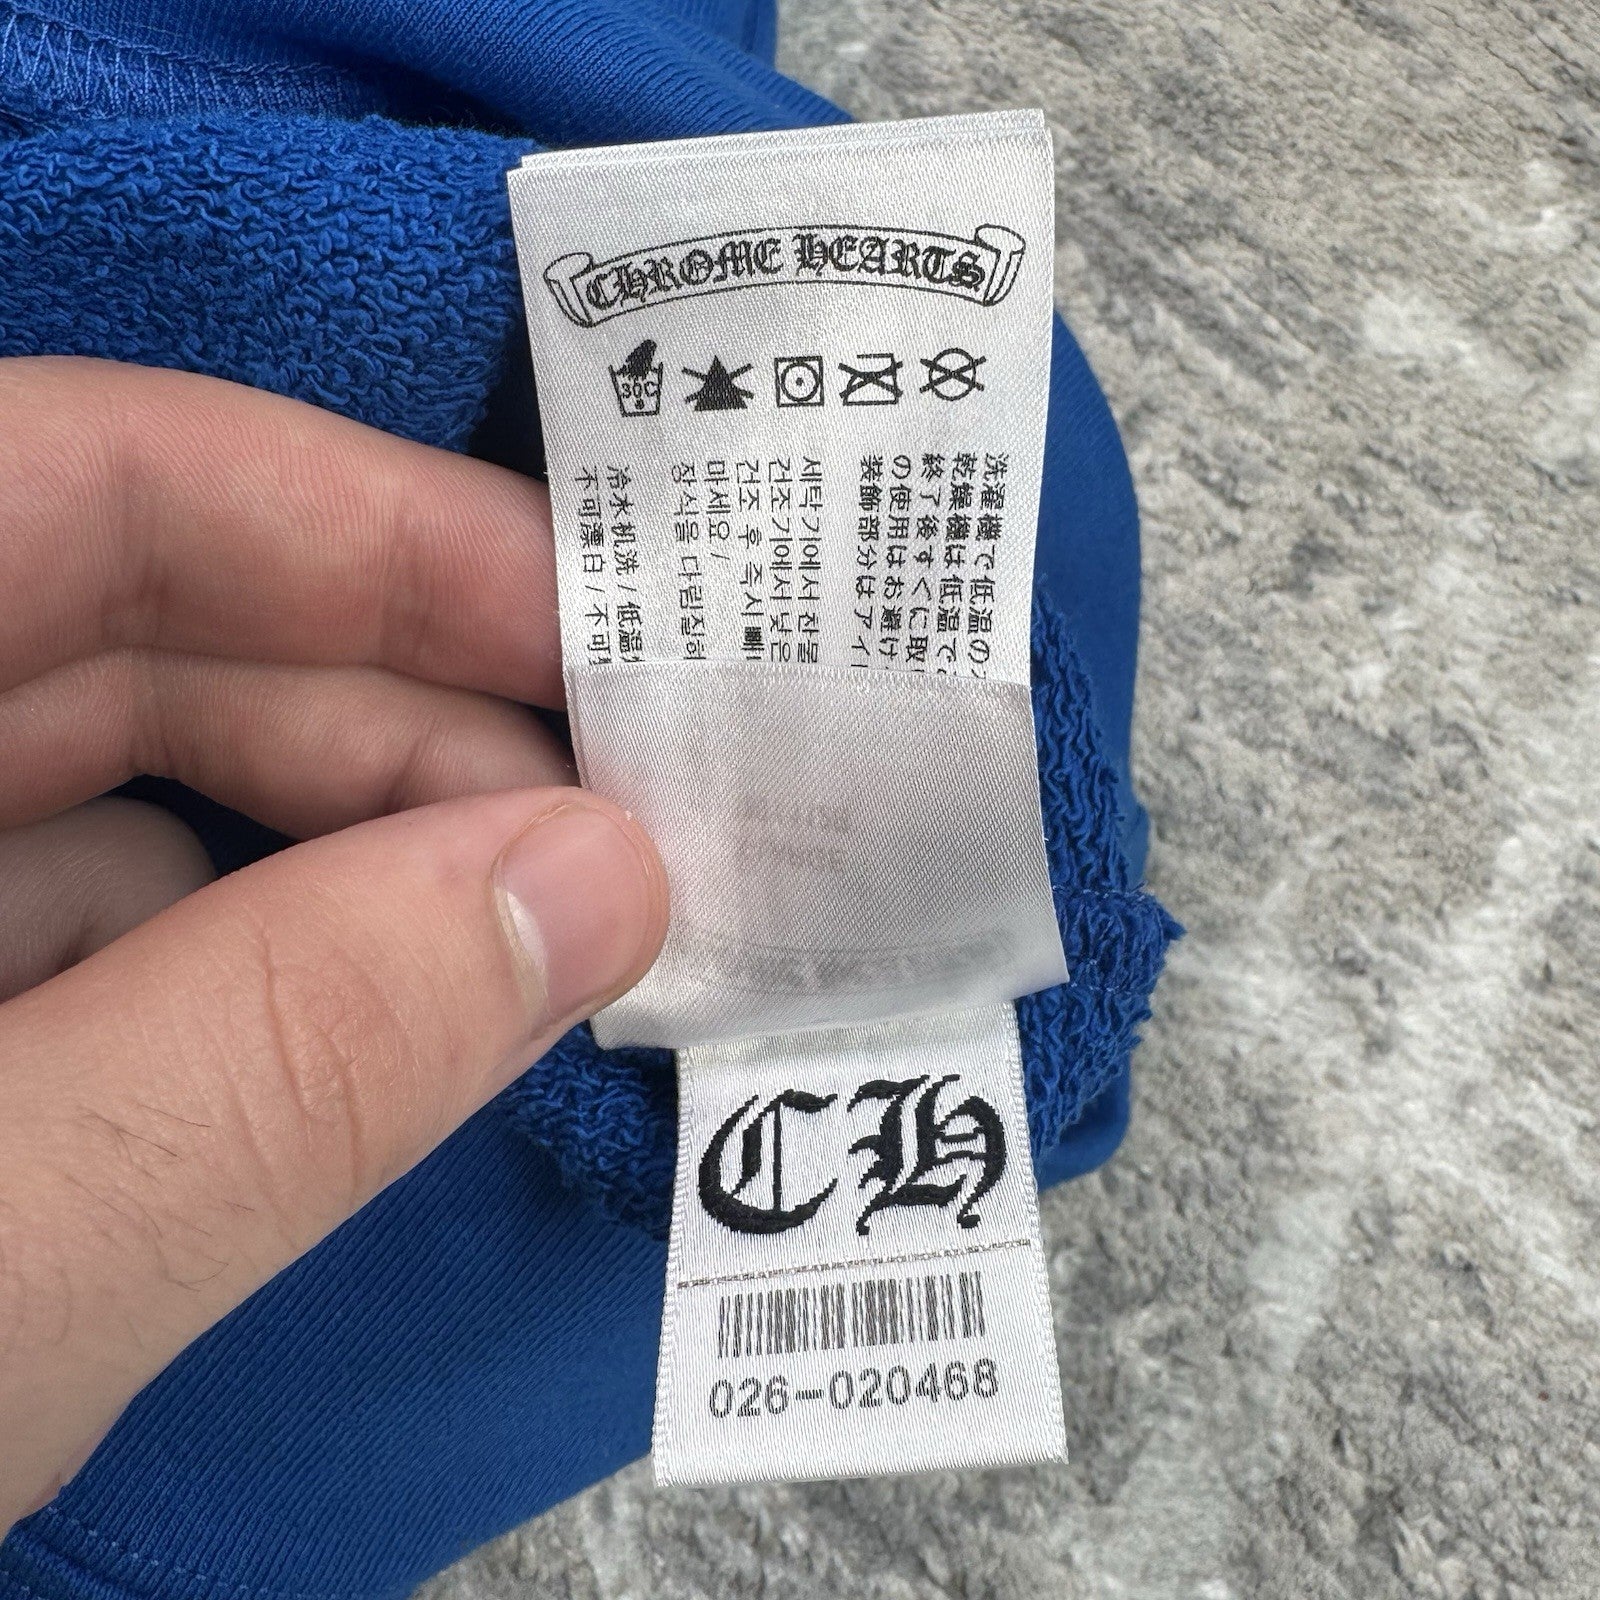 CHROME HEARTS
30C
洗濯機で低温の
乾燥機は低温で
終了後すぐに取
の使用はお避け
装飾部分はアイ
세탁기에서 찬물
건조기에서 낮은
건조 후 즉시 빼
마세요 /
장식을 다림질하
冷水机洗 / 低温
不可漂白 / 不可
CH
026-020468